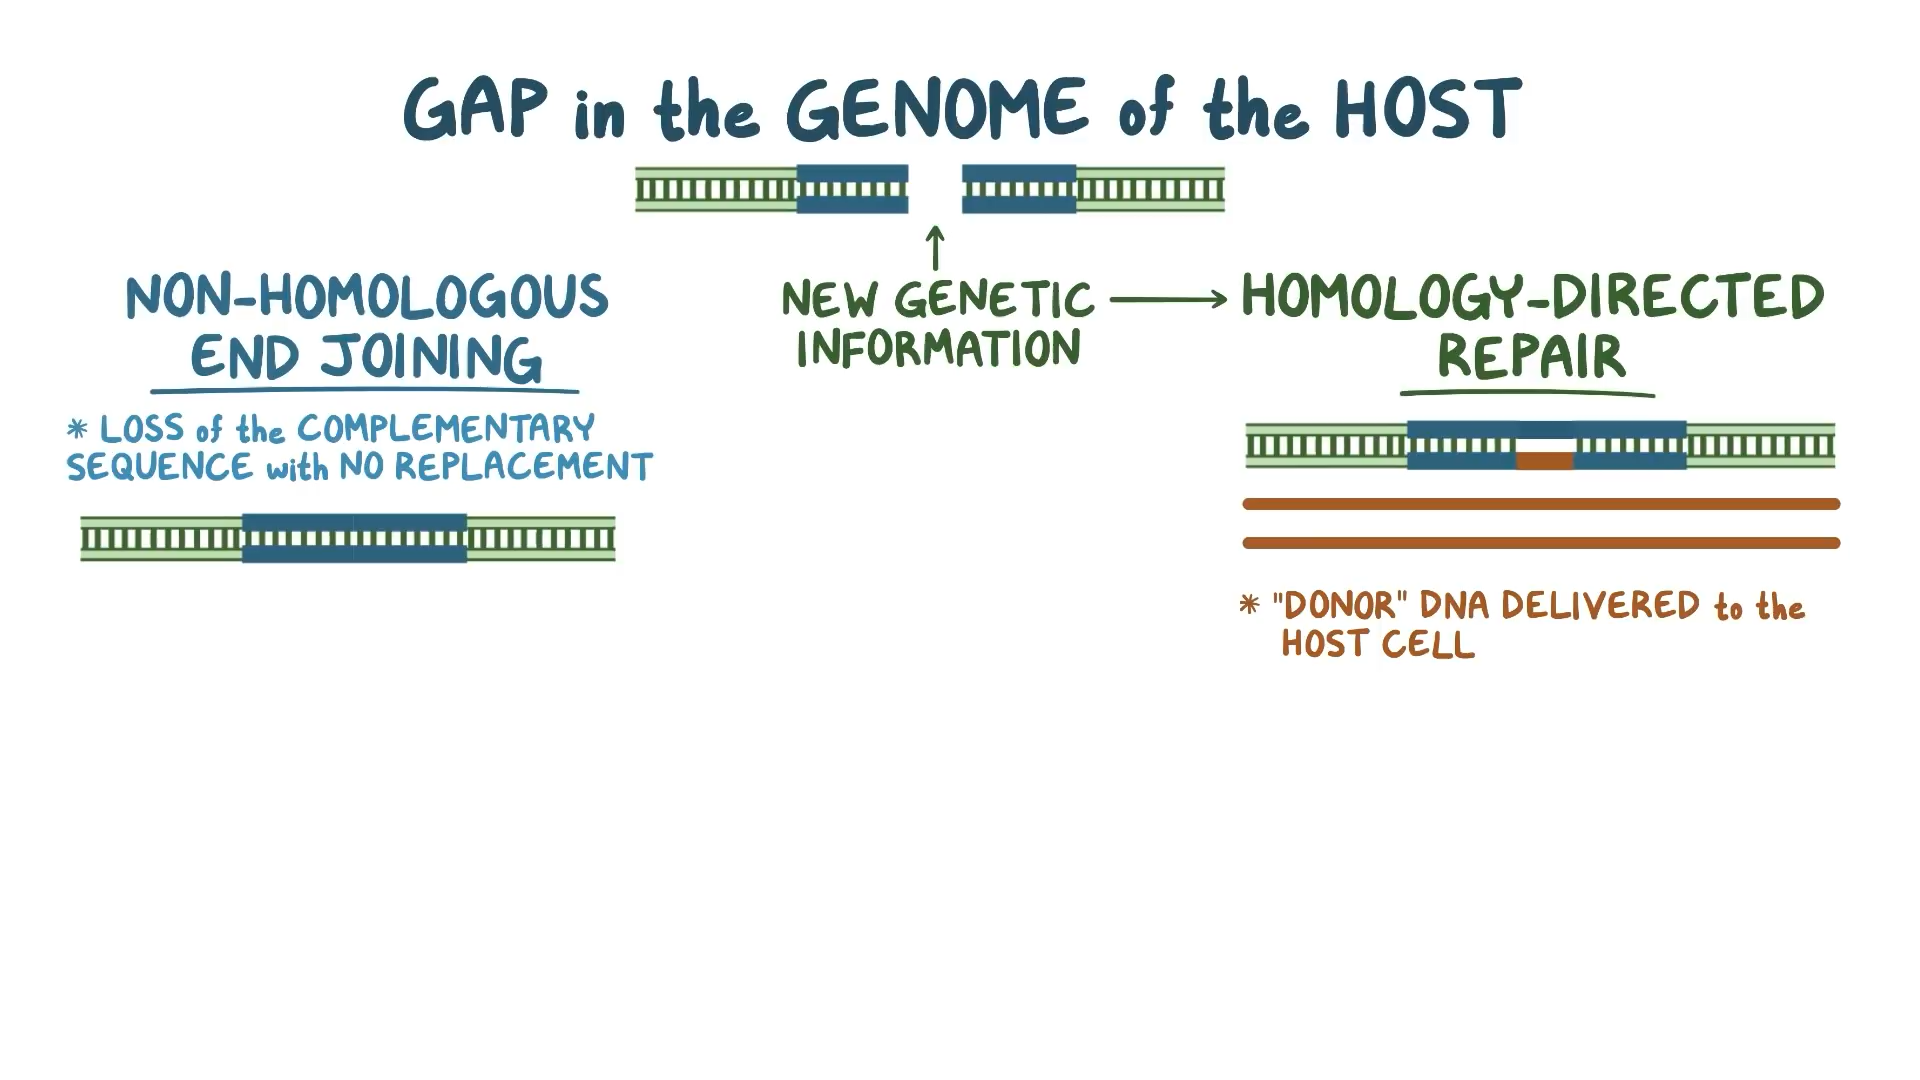 GAP in the GENOME of the HOST
NON-HOMOLOGOUS
END JOINING
* LOSS of the COMPLEMENTARY
SEQUENCE with NO REPLACEMENT
NEW GENETIC
INFORMATION
HOMOLOGY-DIRECTED
REPAIR
* "DONOR" DNA DELIVERED to the
HOST CELL